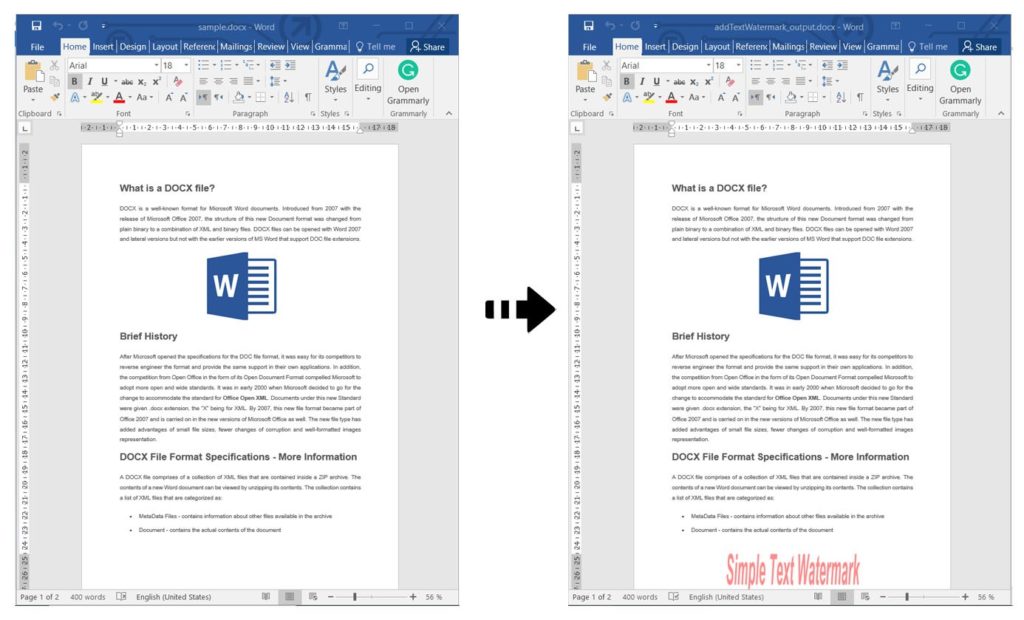 sample.docx - Word
File Home Insert Design Layout Referenc Mailings Review View Gramma Tell me Share
Arial 18
Paste
B I U abc x₂ x²
A Aa A A
Styles
Editing
Open
Grammarly
Clipboard Font Paragraph Styles Grammarly
What is a DOCX file?
DOCX is a well-known format for Microsoft Word documents. Introduced from 2007 with the
release of Microsoft Office 2007, the structure of this new Document format was changed from
plain binary to a combination of XML and binary files. DOCX files can be opened with Word 2007
and lateral versions but not with the earlier versions of MS Word that support DOC file extensions.
W
Brief History
After Microsoft opened the specifications for the DOC file format, it was easy for its competitors to
reverse engineer the format and provide the same support in their own applications. In addition,
the competition from Open Office in the form of its Open Document Format compelled Microsoft to
adopt more open and wide standards. It was in early 2000 when Microsoft decided to go for the
change to accommodate the standard for Office Open XML. Documents under this new Standard
were given .docx extension, the "X" being for XML. By 2007, this new file format became part of
Office 2007 and is carried on in the new versions of Microsoft Office as well. The new file type has
added advantages of small file sizes, fewer changes of corruption and well-formatted images
representation.
DOCX File Format Specifications - More Information
A DOCX file comprises of a collection of XML files that are contained inside a ZIP archive. The
contents of a new Word document can be viewed by unzipping its contents. The collection contains
a list of XML files that are categorized as:
• MetaData Files - contains information about other files available in the archive
• Document - contains the actual contents of the document
Page 1 of 2 400 words English (United States) 56 %
addTextWatermark_output.docx - Word
File Home Insert Design Layout Referenc Mailings Review View Gramma Tell me Share
Arial 18
Paste
B I U abc x₂ x²
A Aa A A
Styles
Editing
Open
Grammarly
Clipboard Font Paragraph Styles Grammarly
What is a DOCX file?
DOCX is a well-known format for Microsoft Word documents. Introduced from 2007 with the
release of Microsoft Office 2007, the structure of this new Document format was changed from
plain binary to a combination of XML and binary files. DOCX files can be opened with Word 2007
and lateral versions but not with the earlier versions of MS Word that support DOC file extensions.
W
Brief History
After Microsoft opened the specifications for the DOC file format, it was easy for its competitors to
reverse engineer the format and provide the same support in their own applications. In addition,
the competition from Open Office in the form of its Open Document Format compelled Microsoft to
adopt more open and wide standards. It was in early 2000 when Microsoft decided to go for the
change to accommodate the standard for Office Open XML. Documents under this new Standard
were given .docx extension, the "X" being for XML. By 2007, this new file format became part of
Office 2007 and is carried on in the new versions of Microsoft Office as well. The new file type has
added advantages of small file sizes, fewer changes of corruption and well-formatted images
representation.
DOCX File Format Specifications - More Information
A DOCX file comprises of a collection of XML files that are contained inside a ZIP archive. The
contents of a new Word document can be viewed by unzipping its contents. The collection contains
a list of XML files that are categorized as:
• MetaData Files - contains information about other files available in the archive
• Document - contains the actual contents of the document
Simple Text Watermark
Page 1 of 2 400 words English (United States) 56 %